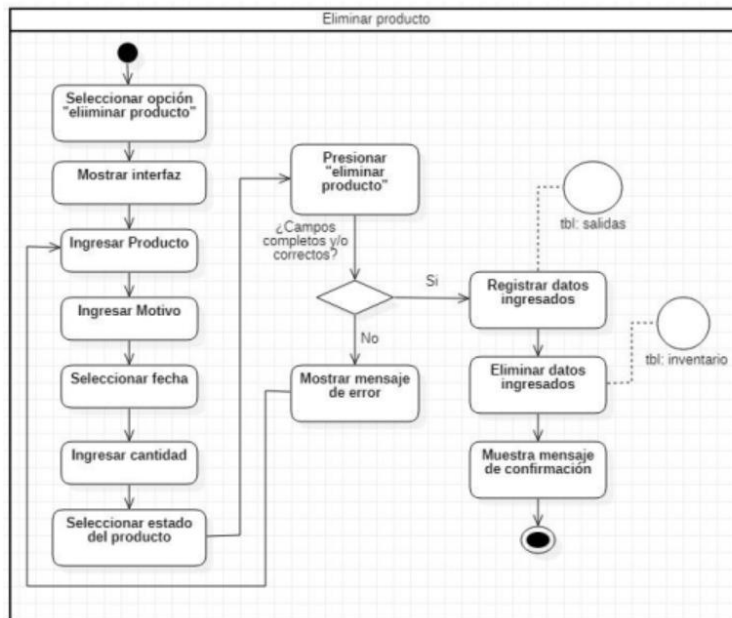 Eliminar producto
Seleccionar opción
"eliiminar producto"
Mostrar interfaz
Ingresar Producto
Ingresar Motivo
Seleccionar fecha
Ingresar cantidad
Seleccionar estado
del producto
Presionar
"eliminar
producto"
¿Campos
completos y/o
correctos?
Si
No
Mostrar mensaje
de error
tbl: salidas
Registrar datos
ingresados
tbl: inventario
Eliminar datos
ingresados
Muestra mensaje
de confirmación